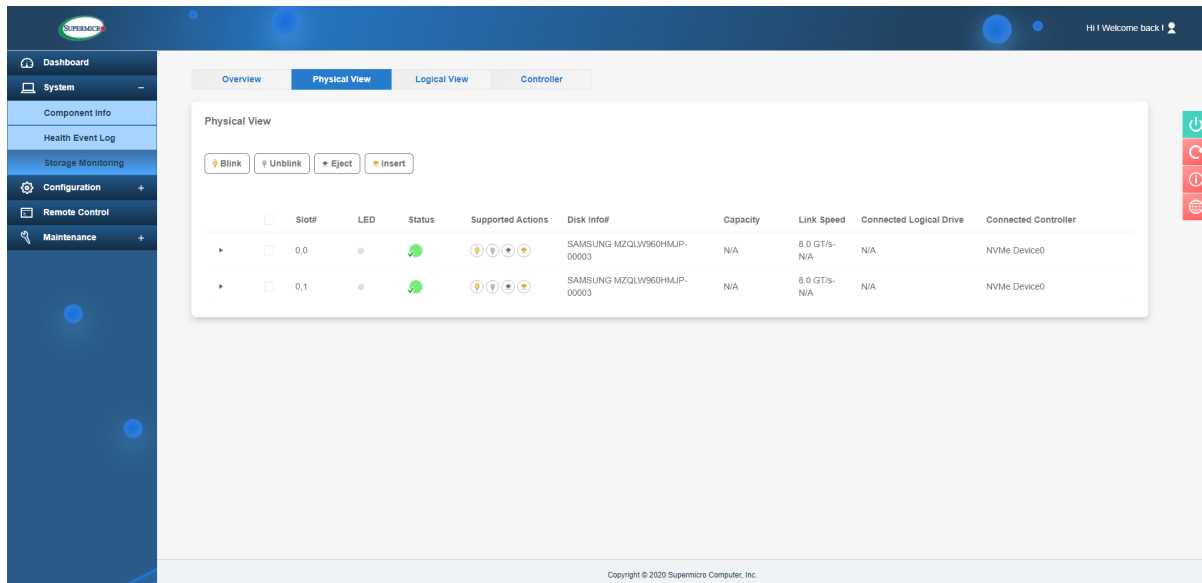 SUPERMICR
Hi ! Welcome back !
Dashboard
System −
Component Info
Health Event Log
Storage Monitoring
Configuration +
Remote Control
Maintenance +
Overview Physical View Logical View Controller
Physical View
Blink Unblink Eject Insert
Slot# LED Status Supported Actions Disk Info# Capacity Link Speed Connected Logical Drive Connected Controller
0,0 SAMSUNG MZQLW960HMJP-00003 N/A 8.0 GT/s-N/A N/A NVMe Device0
0,1 SAMSUNG MZQLW960HMJP-00003 N/A 8.0 GT/s-N/A N/A NVMe Device0
Copyright © 2020 Supermicro Computer, Inc.